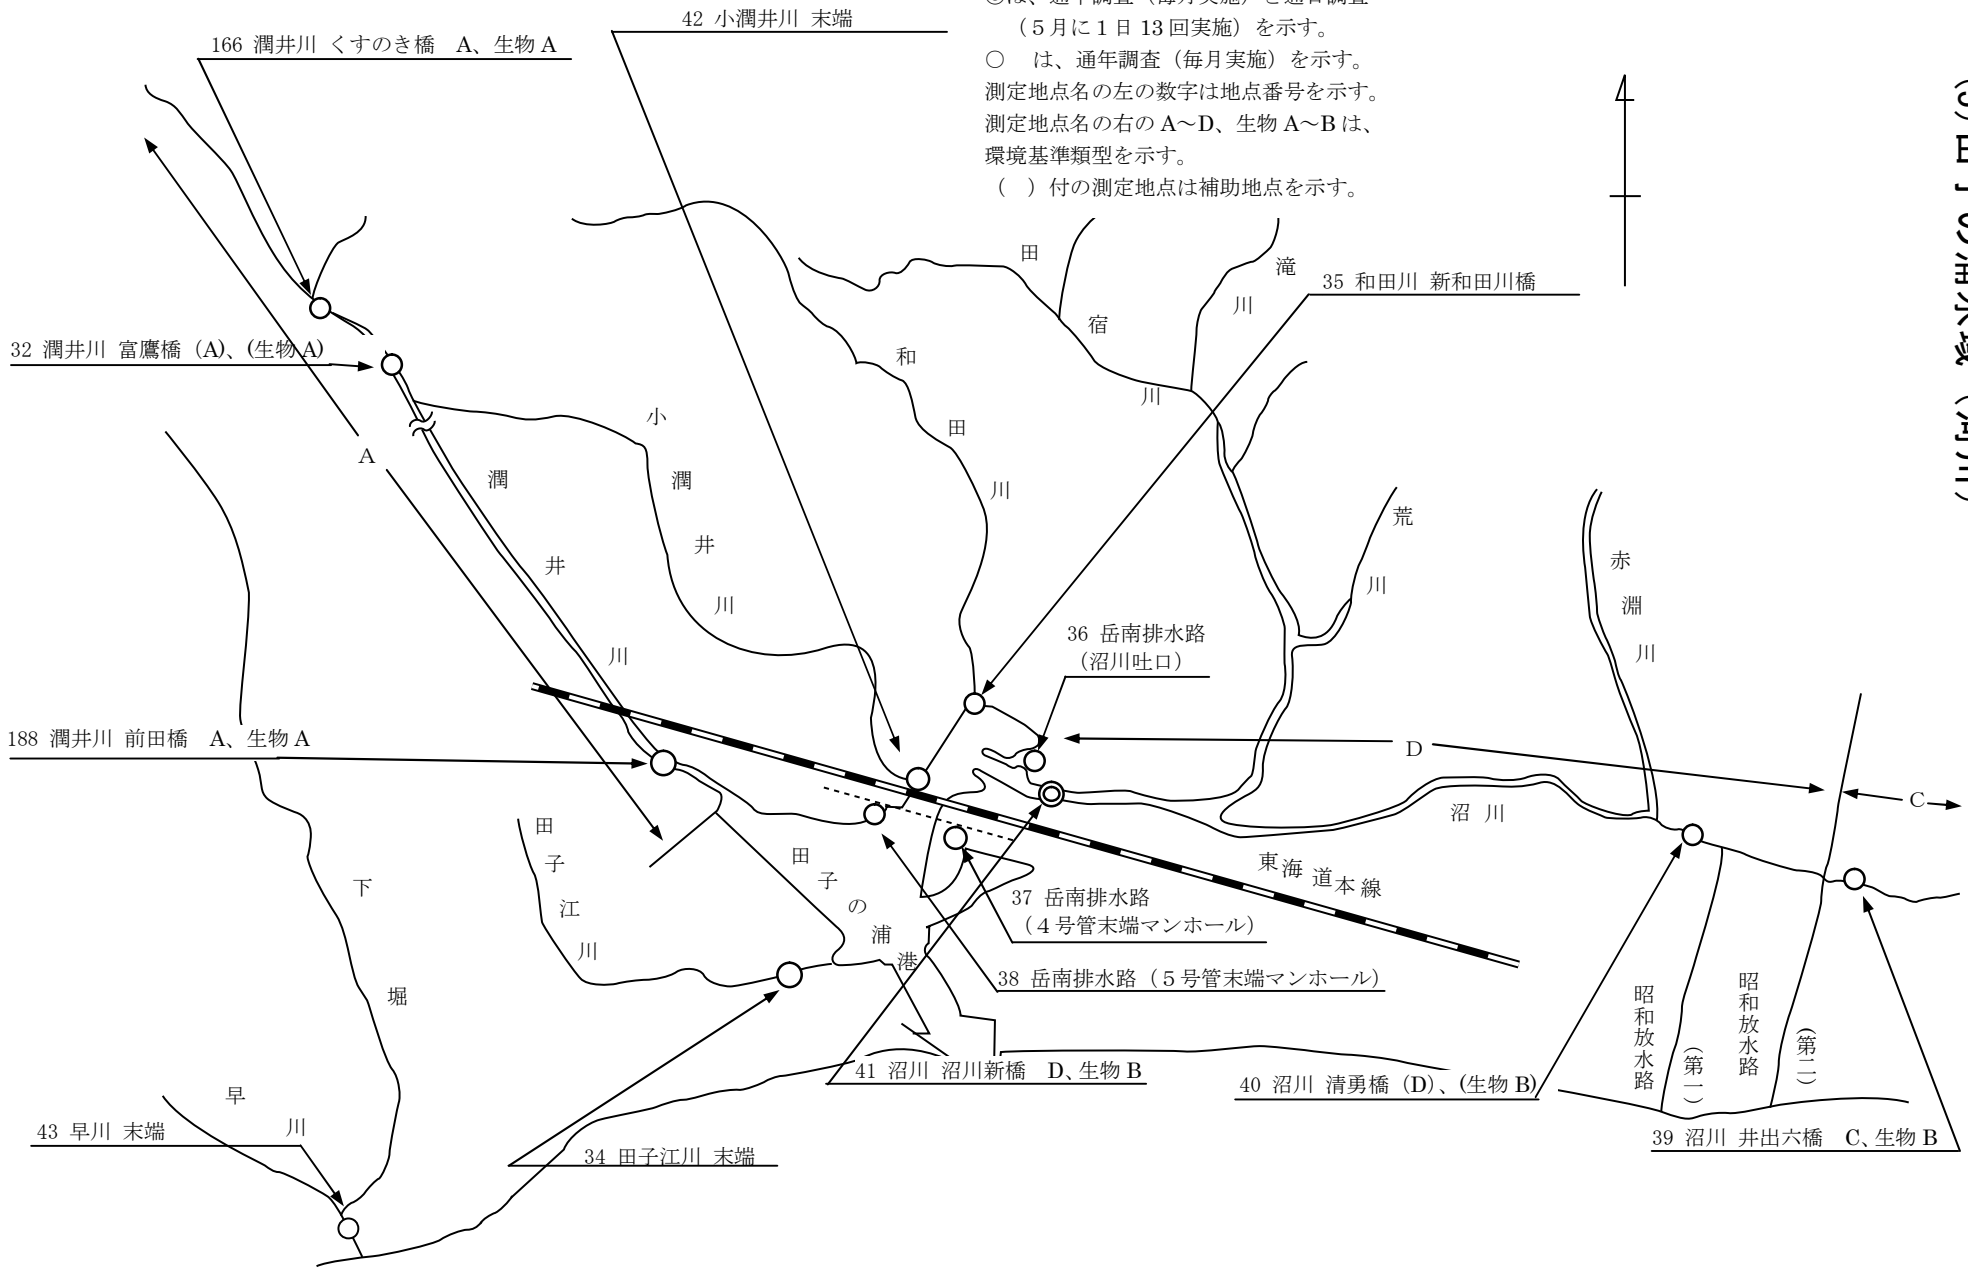 42 小潤井川 末端
166 潤井川 くすのき橋　A、生物 A
（５月に１日 13 回実施）を示す。
○　は、通年調査（毎月実施）を示す。
測定地点名の左の数字は地点番号を示す。
測定地点名の右の A～D、生物 A～B は、
環境基準類型を示す。
（　）付の測定地点は補助地点を示す。
35 和田川 新和田川橋
32 潤井川 富鷹橋 (A)、(生物 A)
A
潤井川
小潤井川
和田川
田宿川
滝川
荒川
赤淵川
36 岳南排水路
（沼川吐口）
188 潤井川 前田橋　A、生物 A
D
C
沼 川
東海道本線
田子江川
田子の浦港
37 岳南排水路
（４号管末端マンホール）
38 岳南排水路（５号管末端マンホール）
下堀
早川
昭和放水路
（第一）
昭和放水路
（第二）
41 沼川 沼川新橋　D、生物 B
40 沼川 清勇橋 (D)、(生物 B)
39 沼川 井出六橋　C、生物 B
43 早川 末端
34 田子江川 末端